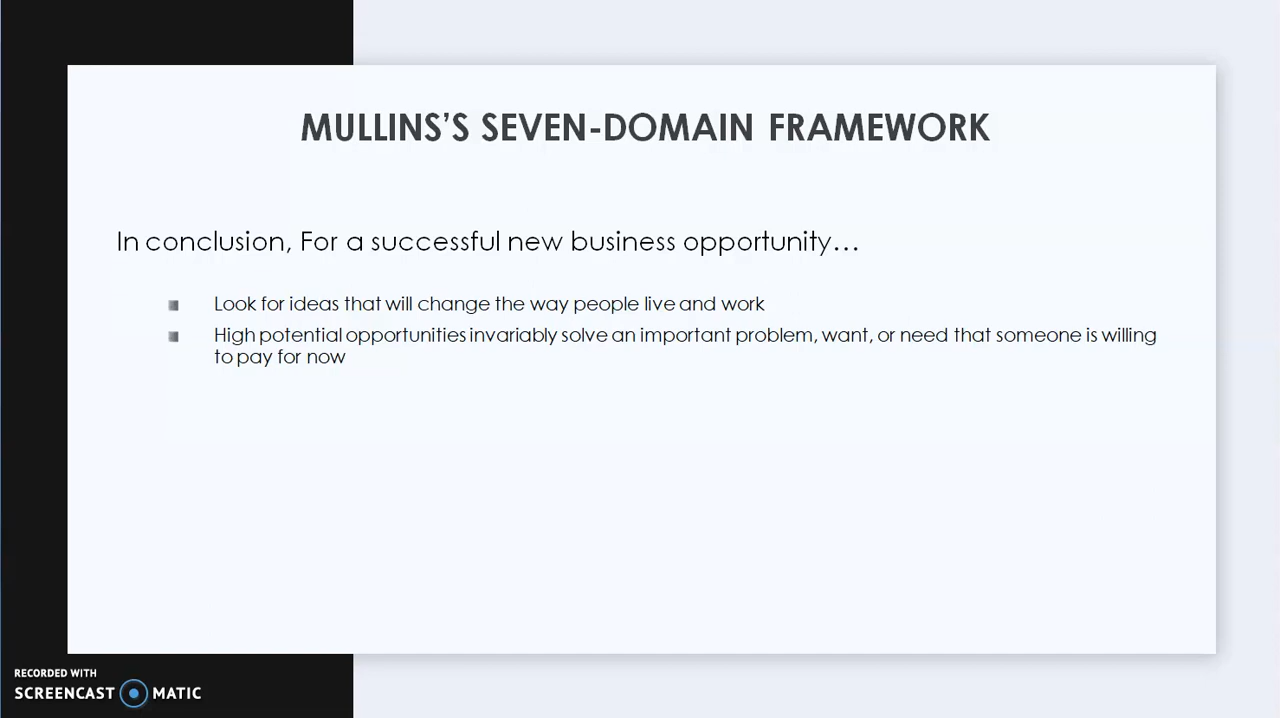 MULLINS’S SEVEN-DOMAIN FRAMEWORK
In conclusion, For a successful new business opportunity…
Look for ideas that will change the way people live and work
High potential opportunities invariably solve an important problem, want, or need that someone is willing
to pay for now
RECORDED WITH
SCREENCAST MATIC